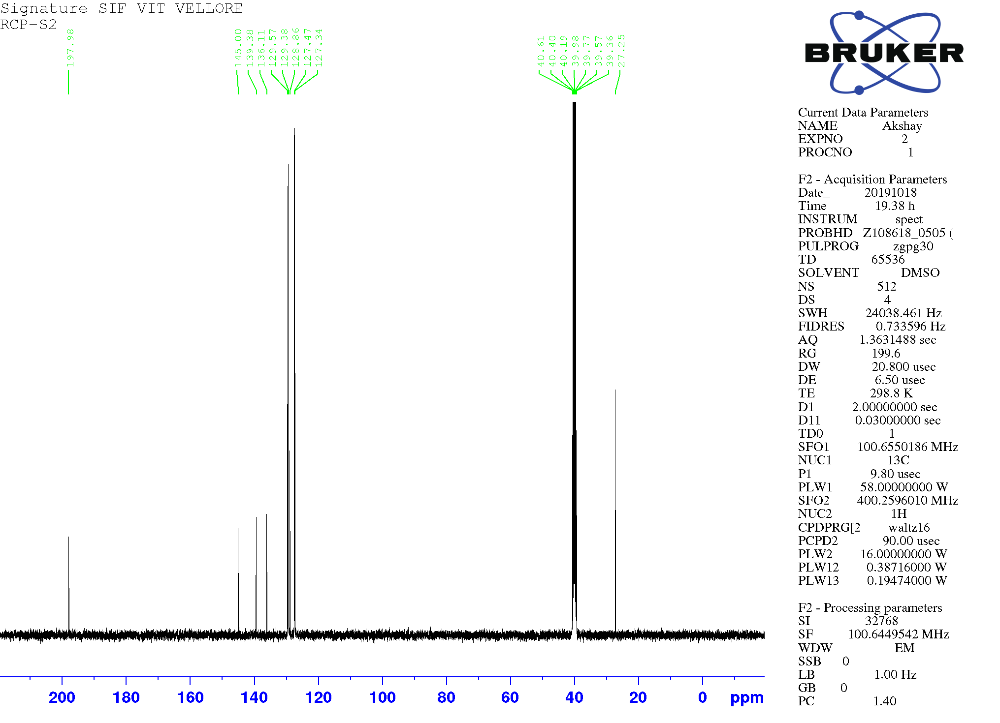 Signature SIF VIT VELLORE
RCP-S2
197.98
145.00
139.38
136.11
129.57
129.38
128.86
127.47
127.34
40.61
40.40
40.19
39.98
39.77
39.57
39.36
27.25
BRUKER
Current Data Parameters
NAME Akshay
EXPNO 2
PROCNO 1
F2 - Acquisition Parameters
Date_ 20191018
Time 19.38 h
INSTRUM spect
PROBHD Z108618_0505 (
PULPROG zgpg30
TD 65536
SOLVENT DMSO
NS 512
DS 4
SWH 24038.461 Hz
FIDRES 0.733596 Hz
AQ 1.3631488 sec
RG 199.6
DW 20.800 usec
DE 6.50 usec
TE 298.8 K
D1 2.00000000 sec
D11 0.03000000 sec
TD0 1
SFO1 100.6550186 MHz
NUC1 13C
P1 9.80 usec
PLW1 58.00000000 W
SFO2 400.2596010 MHz
NUC2 1H
CPDPRG[2 waltz16
PCPD2 90.00 usec
PLW2 16.00000000 W
PLW12 0.38716000 W
PLW13 0.19474000 W
F2 - Processing parameters
SI 32768
SF 100.6449542 MHz
WDW EM
SSB 0
LB 1.00 Hz
GB 0
PC 1.40
200 180 160 140 120 100 80 60 40 20 0 ppm